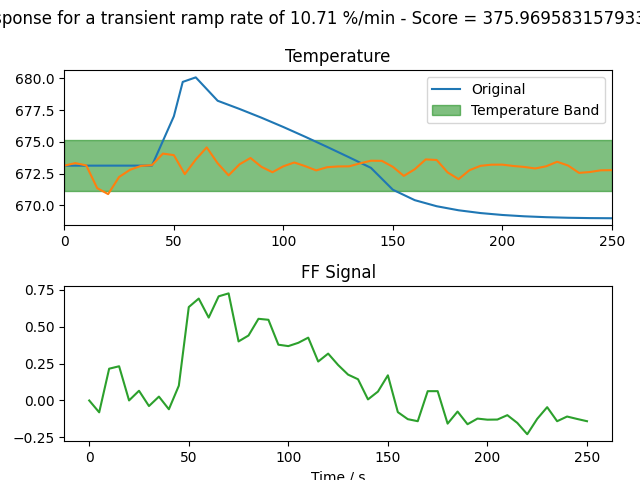 sponse for a transient ramp rate of 10.71 %/min - Score = 375.969583157933
Temperature
680.0
677.5
675.0
672.5
670.0
Original
Temperature Band
0 50 100 150 200 250
FF Signal
0.75
0.50
0.25
0.00
−0.25
0 50 100 150 200 250
Time / s